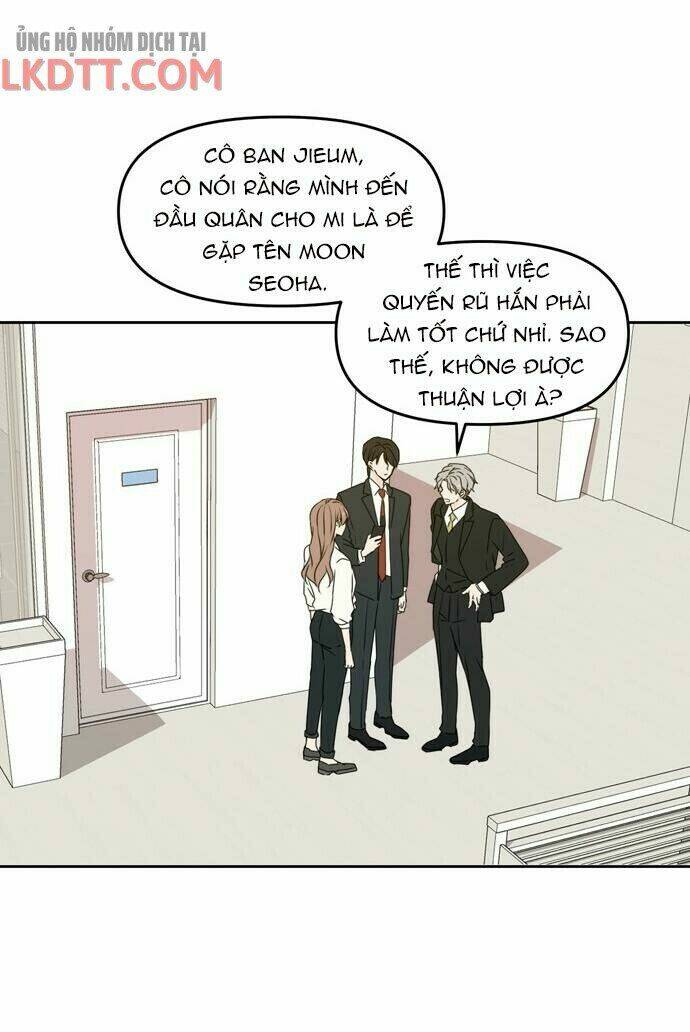 ỦNG HỘ NHÓM DỊCH TẠI
LKDTT.COM
CÔ BAN JIEUM,
CÔ NÓI RẰNG MÌNH ĐẾN
ĐẦU QUÂN CHO MI LÀ ĐỂ
GẶP TÊN MOON
SEOHA.
THẾ THÌ VIỆC
QUYẾN RŨ HẮN PHẢI
LÀM TỐT CHỨ NHỈ. SAO
THẾ, KHÔNG ĐƯỢC
THUẬN LỢI À?